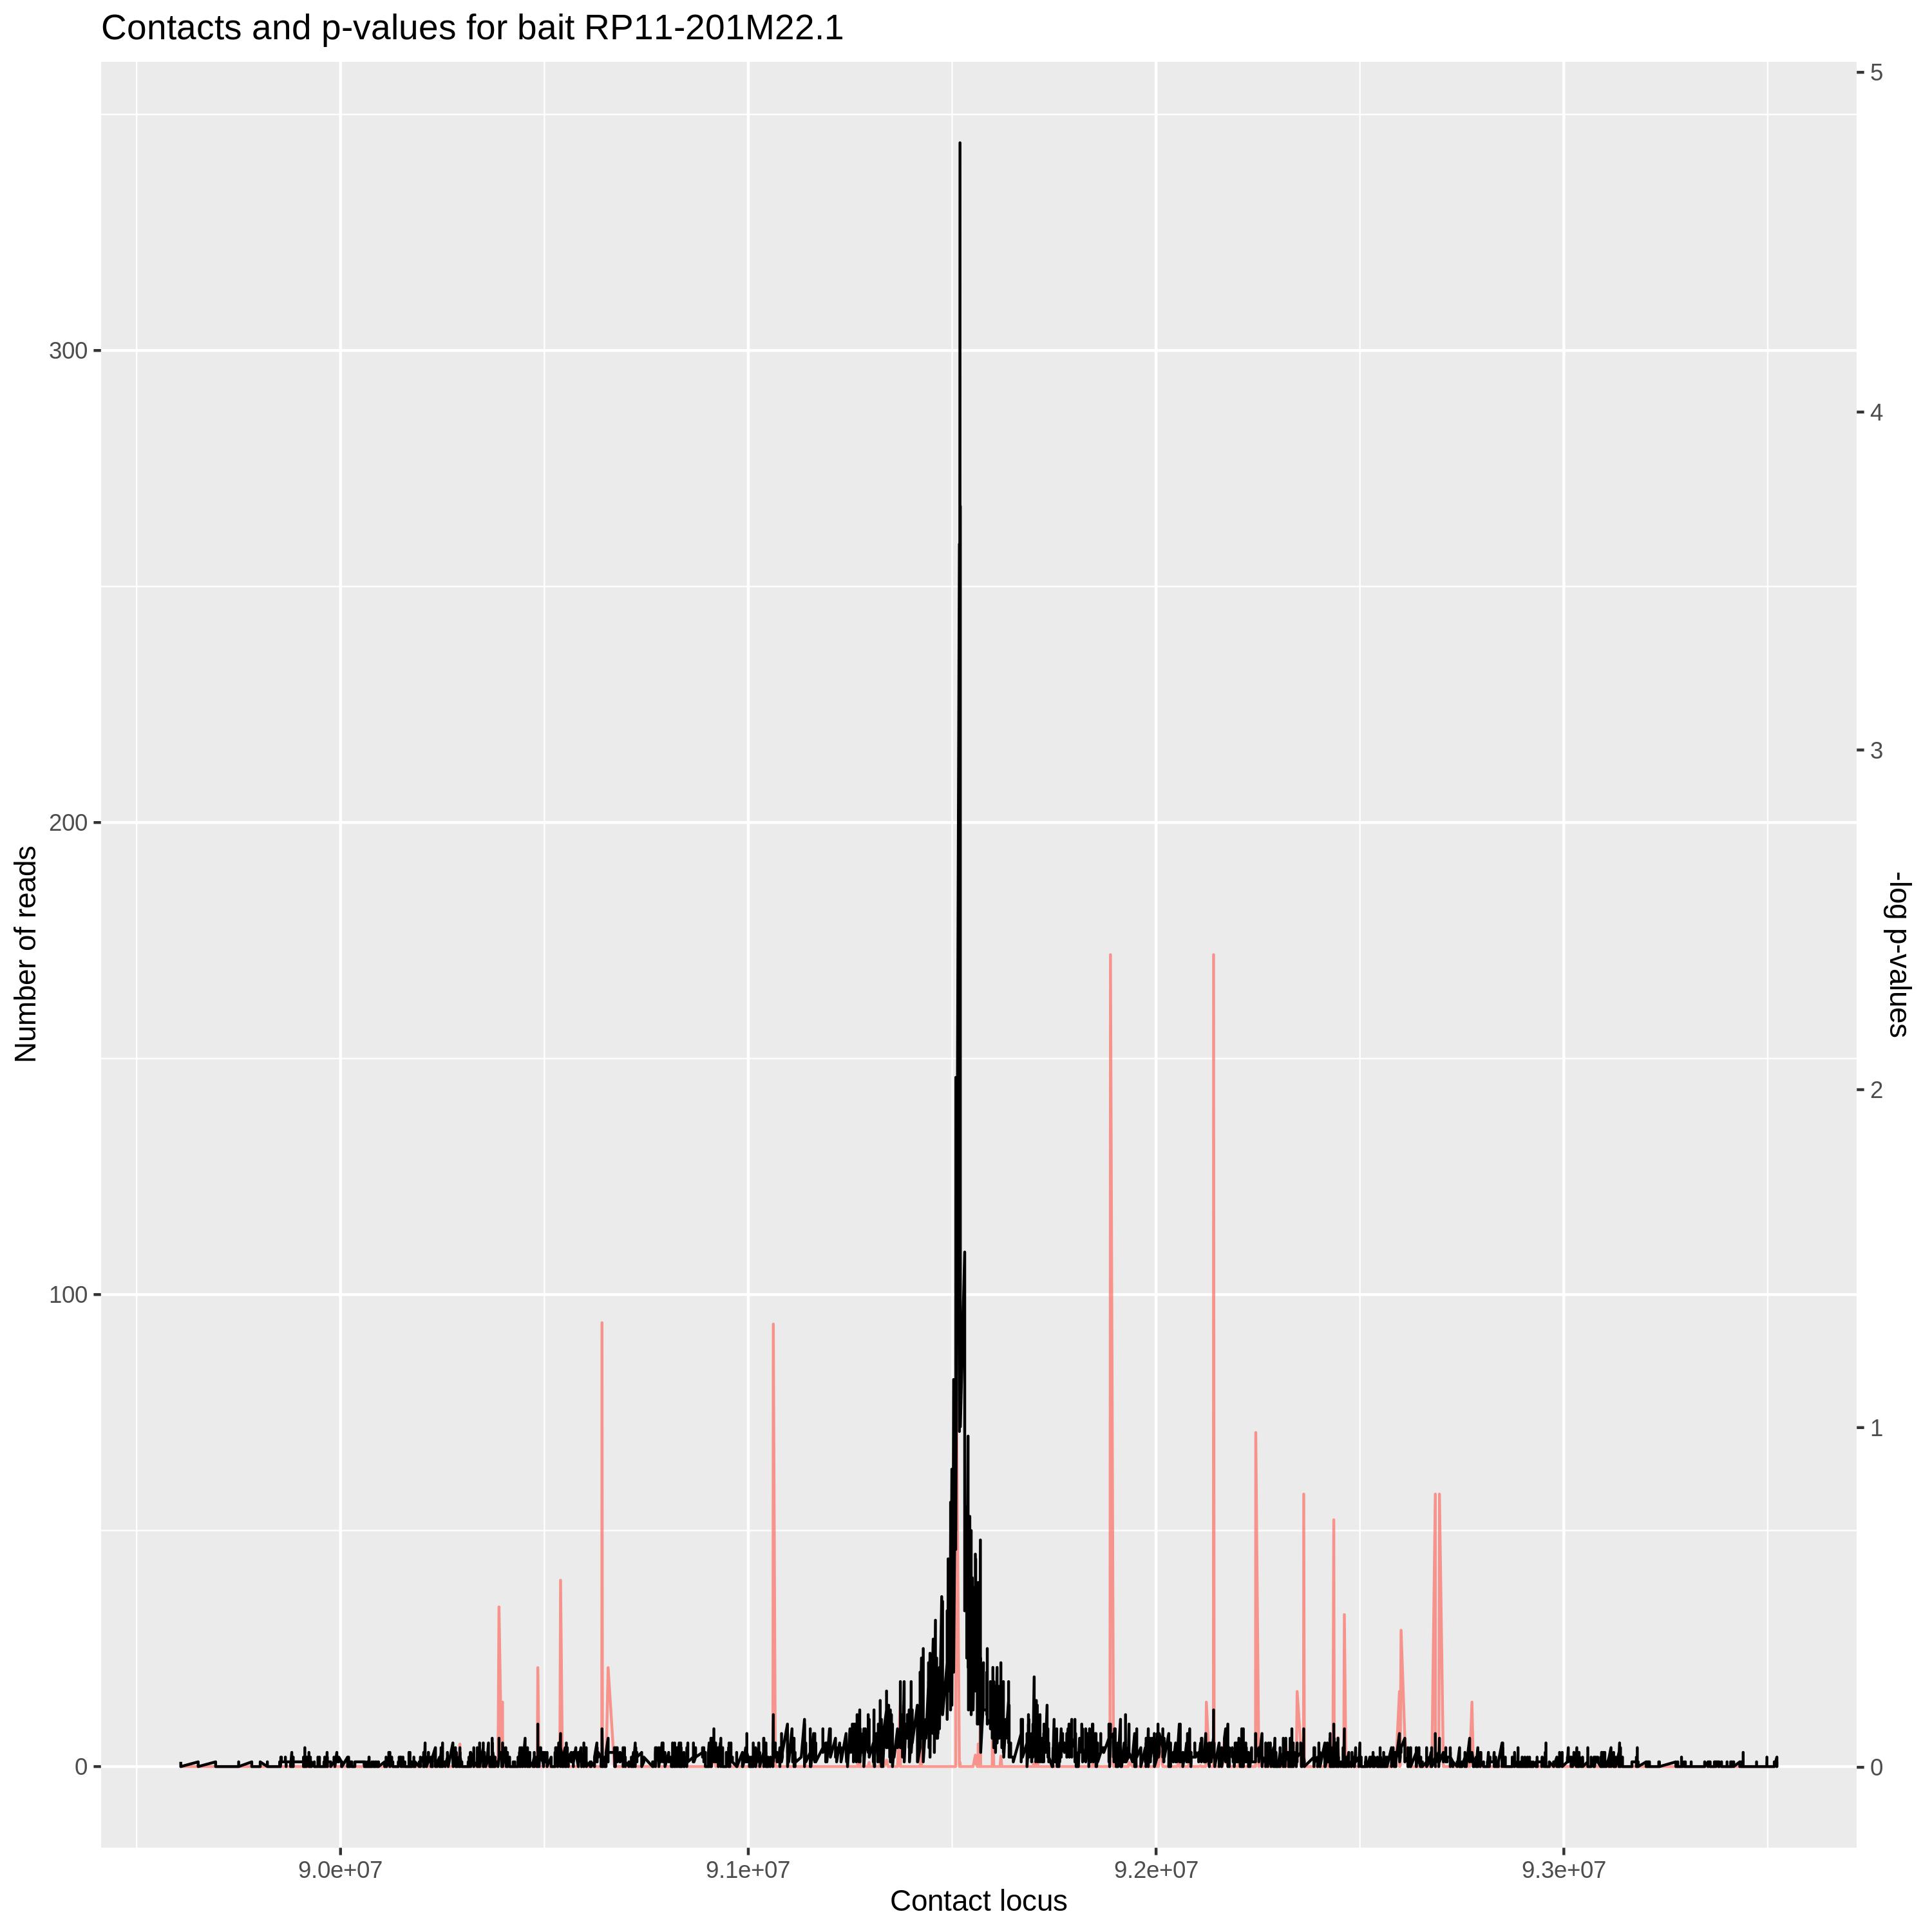 Contacts and p-values for bait RP11-201M22.1
Number of reads
300
200
100
0
5
4
3
2
1
0
-log p-values
9.0e+07
9.1e+07
9.2e+07
9.3e+07
Contact locus